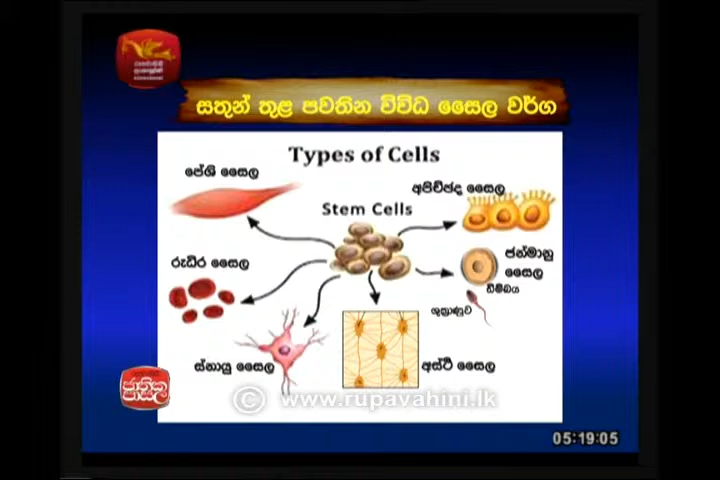 සතුන් තුළ පවතින විවිධ සෛල වර්ග
Types of Cells
පේශි සෛල
අපිච්ඡද සෛල
Stem Cells
රුධිර සෛල
ජන්මානු
සෛල
ඩිම්බය
ශුක්‍රාණුව
ස්නායු සෛල
අස්ථි සෛල
ජාතික
පාසල
© www.rupavahini.lk
05:19:05